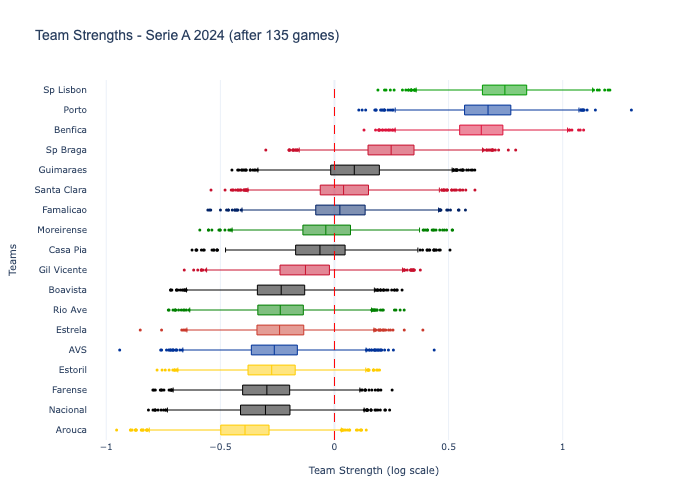 Team Strengths - Serie A 2024 (after 135 games)
Sp Lisbon
Porto
Benfica
Sp Braga
Guimaraes
Santa Clara
Famalicao
Moreirense
Casa Pia
Gil Vicente
Boavista
Rio Ave
Estrela
AVS
Estoril
Farense
Nacional
Arouca
Teams
−1 −0.5 0 0.5 1
Team Strength (log scale)